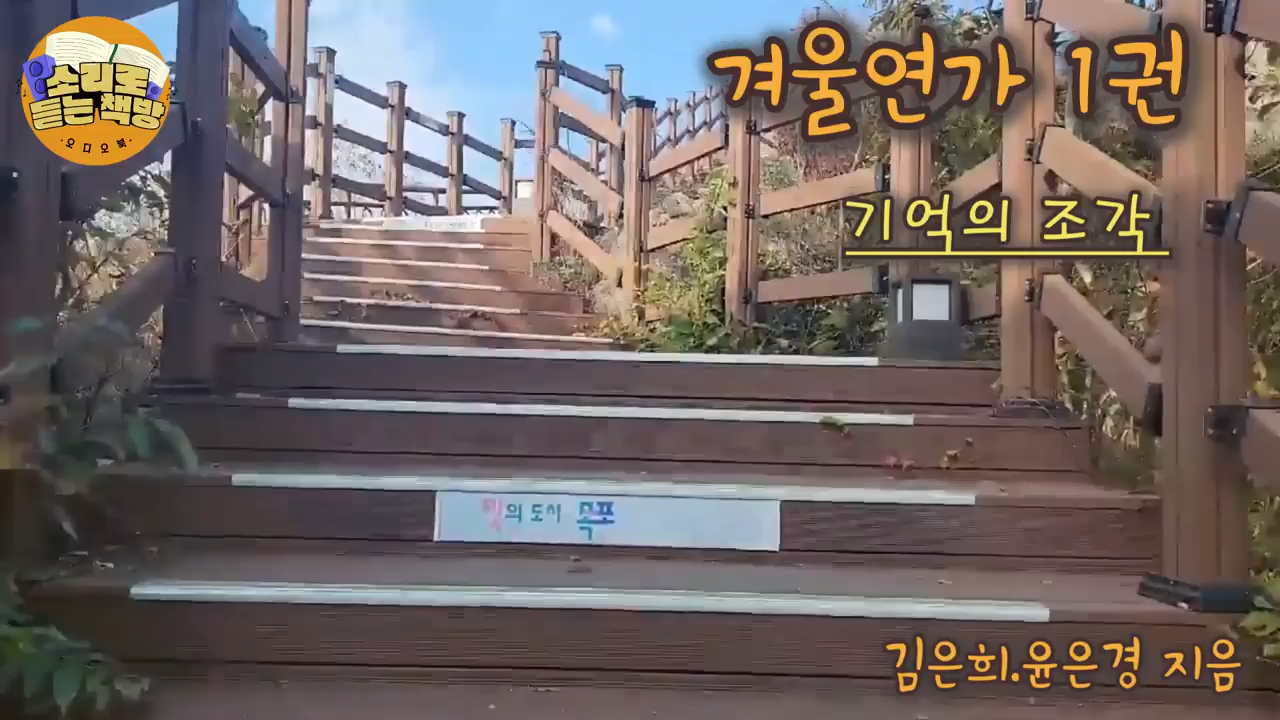 소리로
듣는 책방
·오디오북·
겨울연가 1권
기억의 조각
맛의 도시 목포
김은희.윤은경 지음